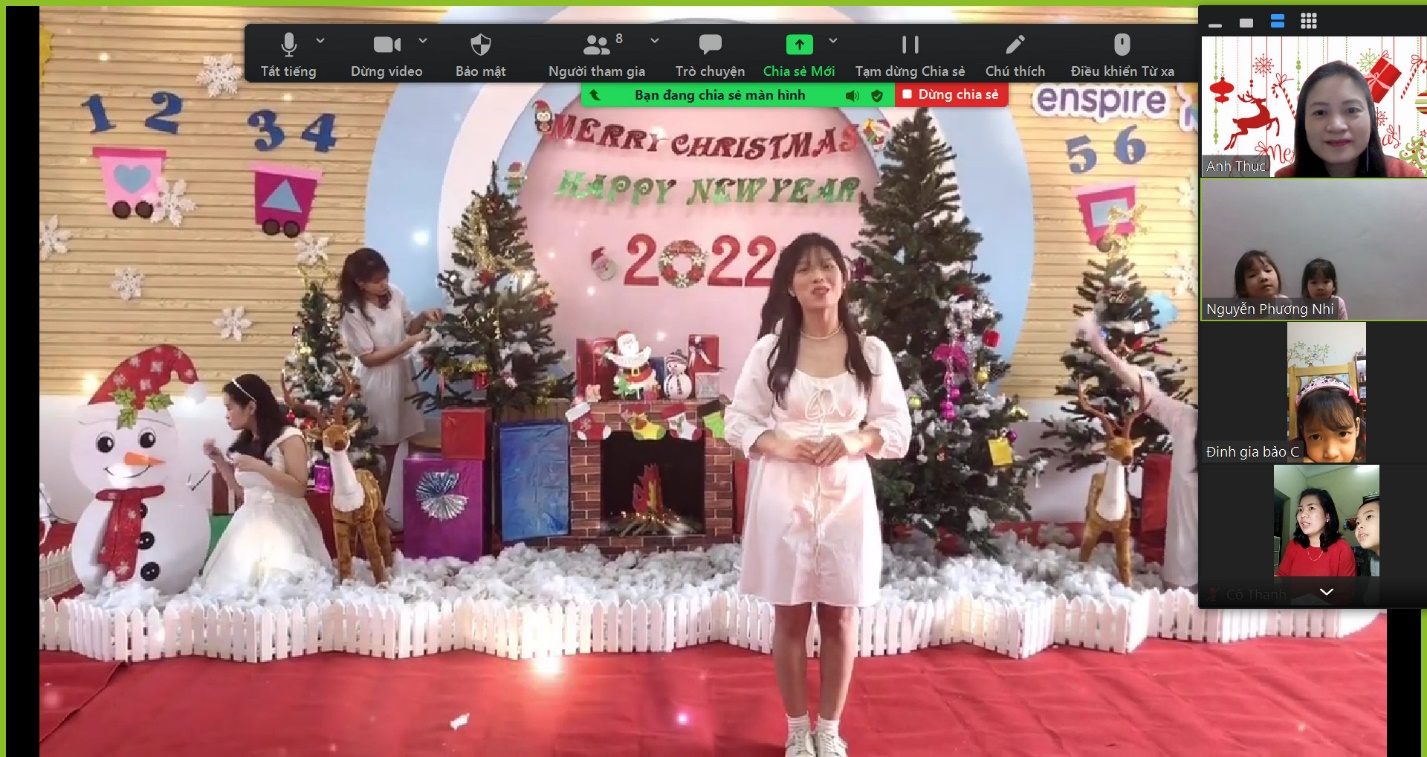 8
Tắt tiếng
Dừng video
Bảo mật
Người tham gia
Trò chuyện
Chia sẻ Mới
Tạm dừng Chia sẻ
Chú thích
Điều khiển Từ xa
Bạn đang chia sẻ màn hình
Dừng chia sẻ
enspire
1 2
3 4
5 6
MERRY CHRISTMAS
HAPPY NEW YEAR
2022
Anh Thục
Nguyễn Phương Nhi
Đinh gia bảo C
Cô Thanh